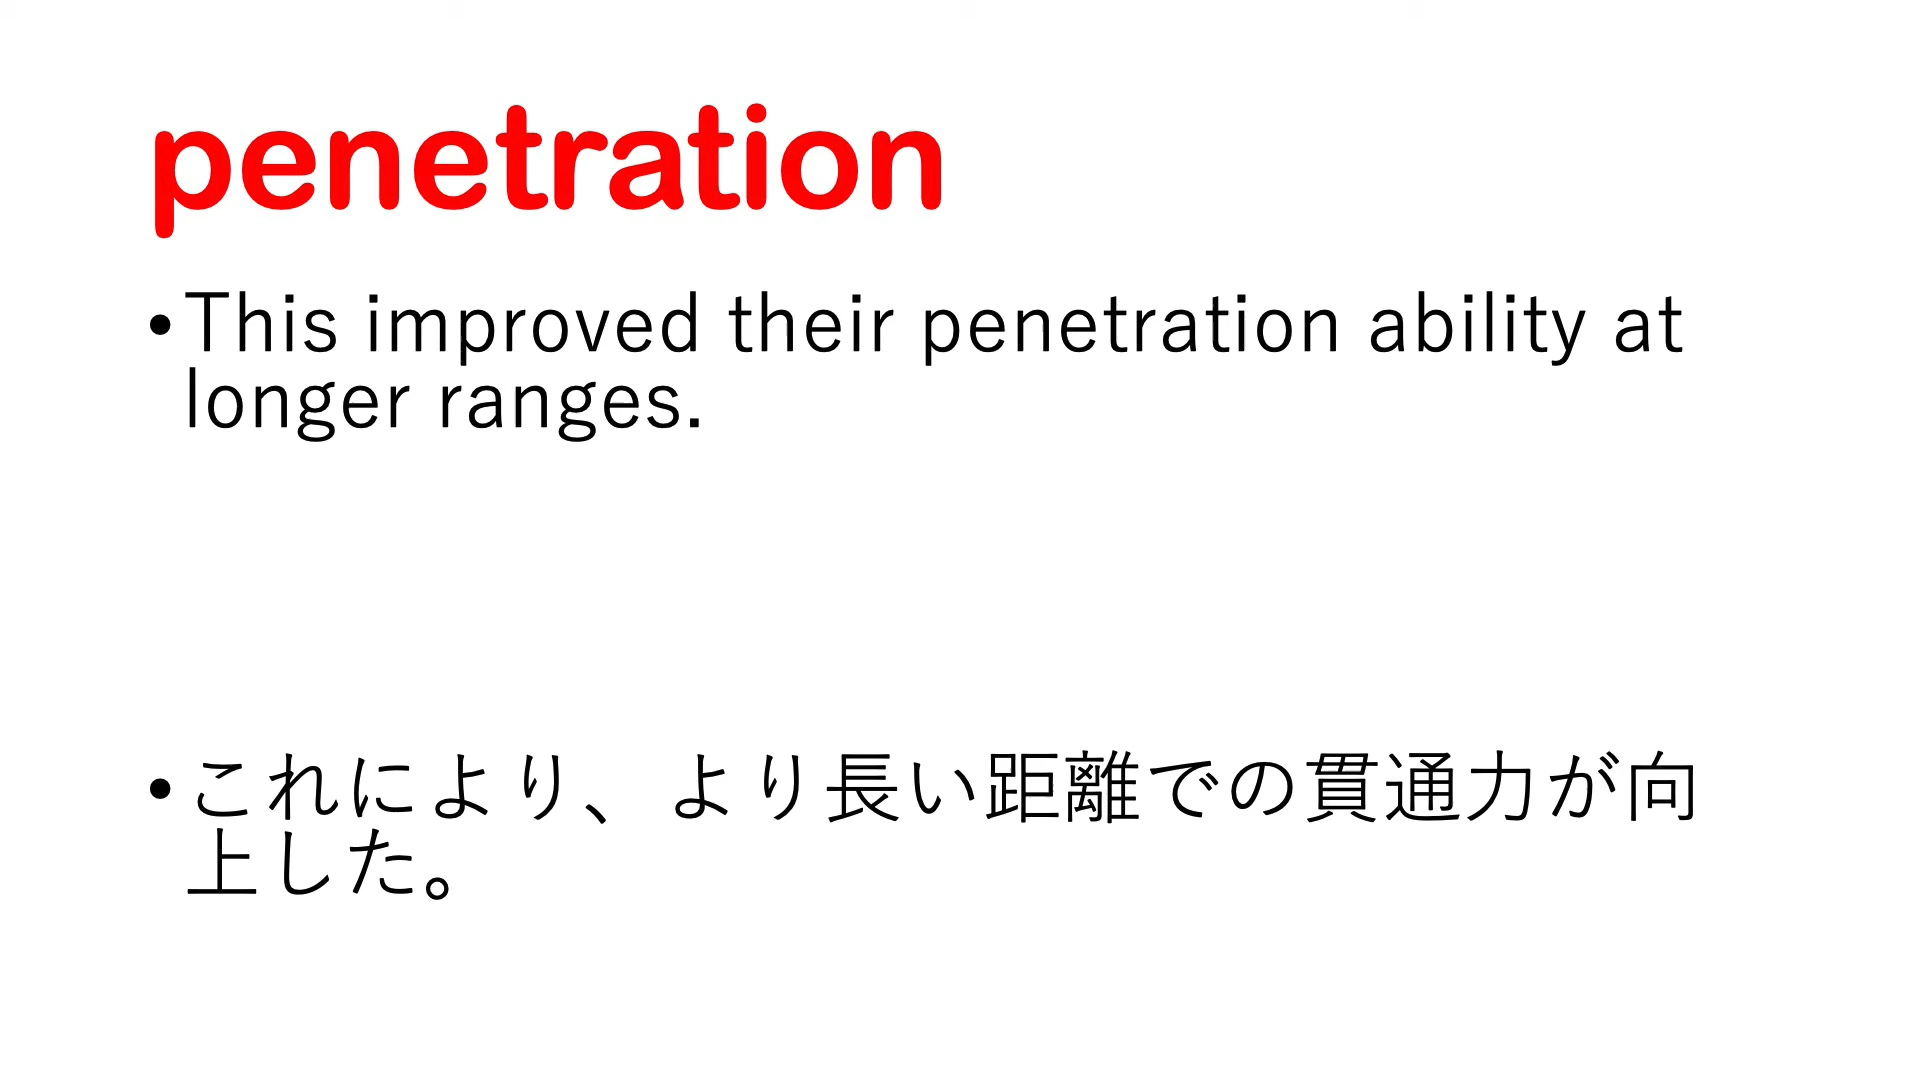 penetration
•This improved their penetration ability at
longer ranges.
•これにより、より長い距離での貫通力が向
上した。